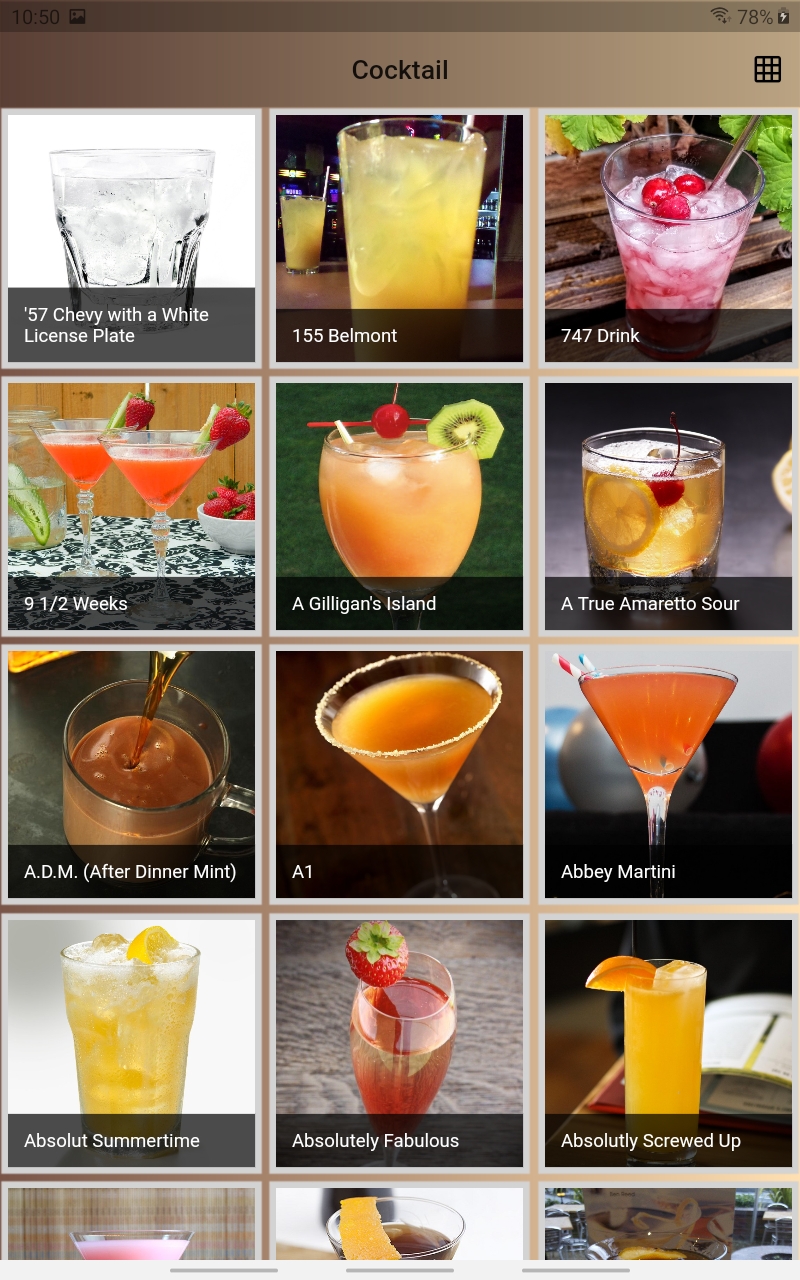 10:50
78%
Cocktail
'57 Chevy with a White
License Plate
155 Belmont
747 Drink
9 1/2 Weeks
A Gilligan's Island
A True Amaretto Sour
A.D.M. (After Dinner Mint)
A1
Abbey Martini
Absolut Summertime
Absolutely Fabulous
Absolutly Screwed Up